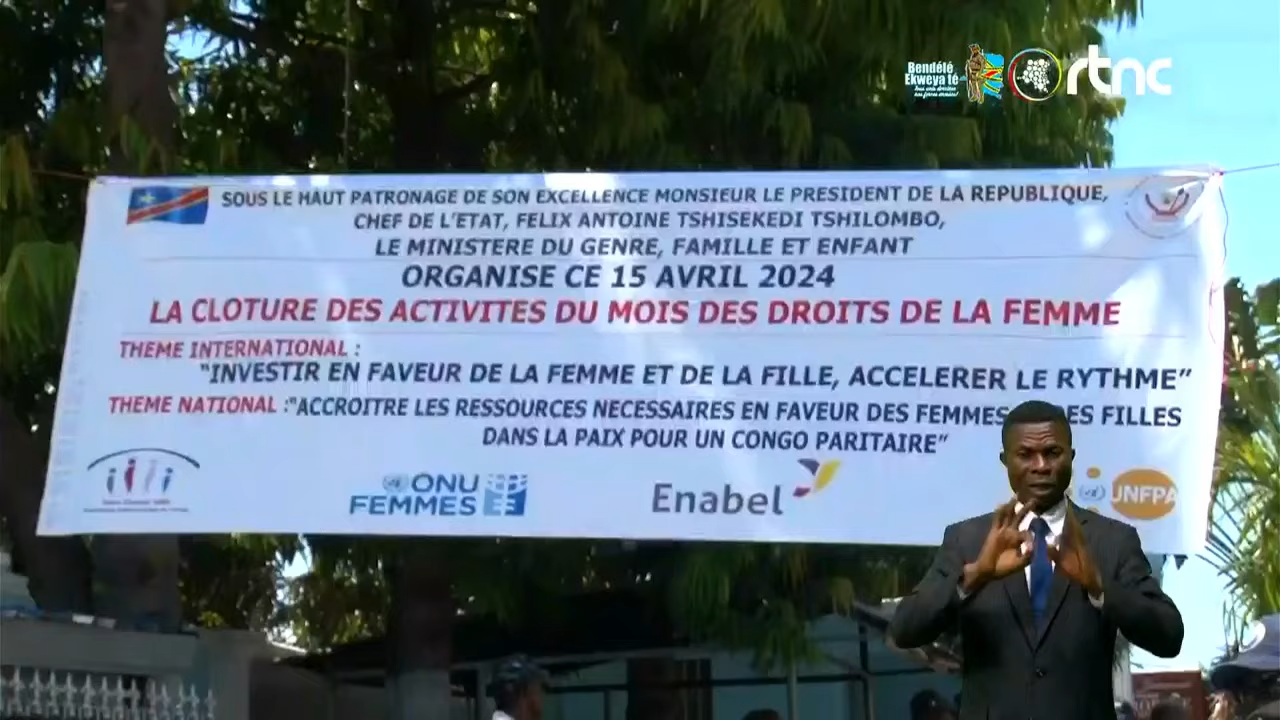 Bendélé
Ekweya té
rtnc
SOUS LE HAUT PATRONAGE DE SON EXCELLENCE MONSIEUR LE PRESIDENT DE LA REPUBLIQUE,
CHEF DE L'ETAT, FELIX ANTOINE TSHISEKEDI TSHILOMBO,
LE MINISTERE DU GENRE, FAMILLE ET ENFANT
ORGANISE CE 15 AVRIL 2024
LA CLOTURE DES ACTIVITES DU MOIS DES DROITS DE LA FEMME
THEME INTERNATIONAL :
"INVESTIR EN FAVEUR DE LA FEMME ET DE LA FILLE, ACCELERER LE RYTHME"
THEME NATIONAL :"ACCROITRE LES RESSOURCES NECESSAIRES EN FAVEUR DES FEMMES DES FILLES
DANS LA PAIX POUR UN CONGO PARITAIRE"
ONU
FEMMES
Enabel
UNFPA